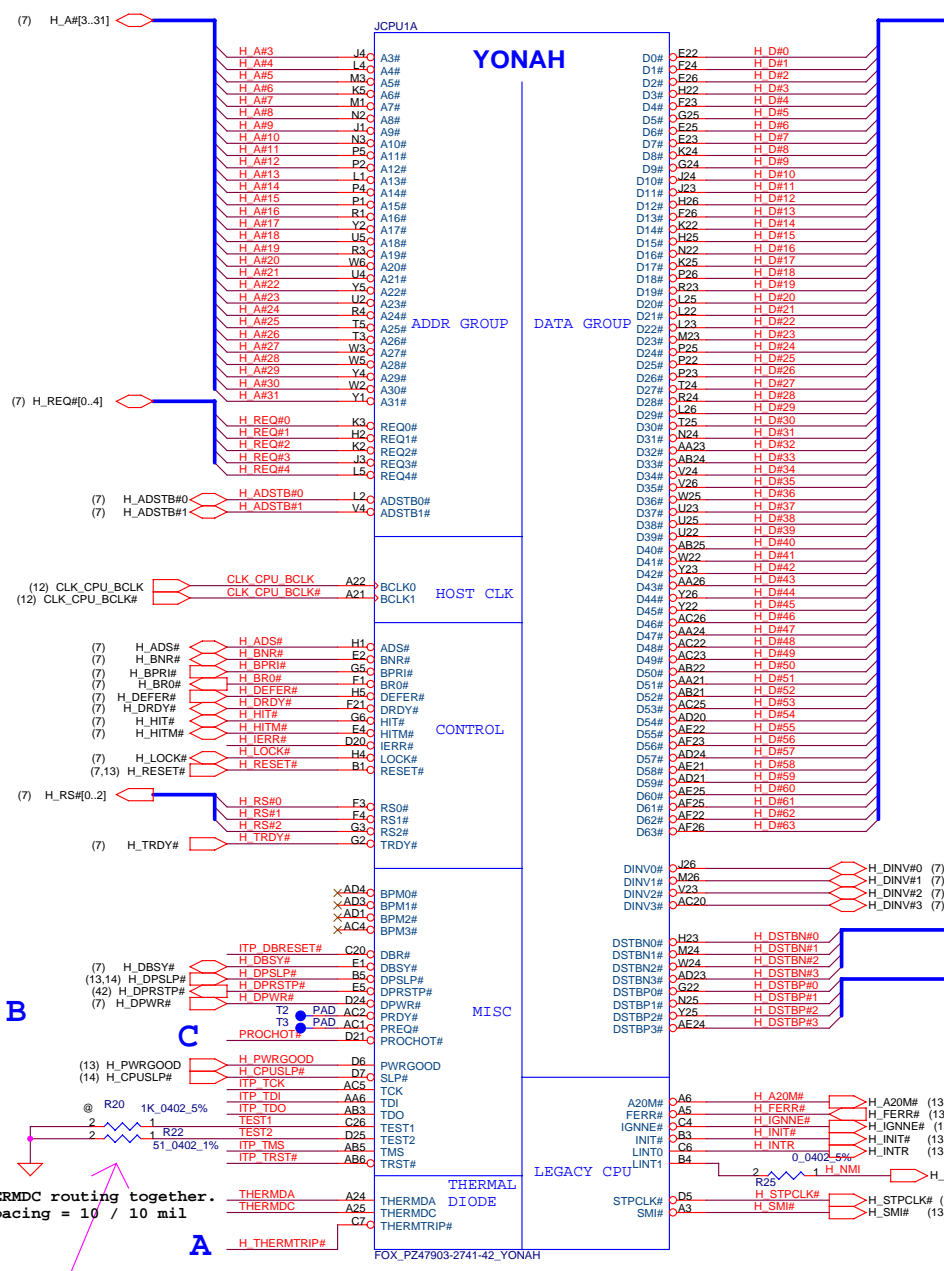 (7) H_A#[3..31]
JCPU1A
YONAH
H_A#3 J4 A3#
H_A#4 L4 A4#
H_A#5 M3 A5#
H_A#6 K5 A6#
H_A#7 M1 A7#
H_A#8 N2 A8#
H_A#9 J1 A9#
H_A#10 N3 A10#
H_A#11 P5 A11#
H_A#12 P2 A12#
H_A#13 L1 A13#
H_A#14 P4 A14#
H_A#15 P1 A15#
H_A#16 R1 A16#
H_A#17 Y2 A17#
H_A#18 U5 A18#
H_A#19 R3 A19#
H_A#20 W6 A20#
H_A#21 U4 A21#
H_A#22 Y5 A22#
H_A#23 U2 A23#
H_A#24 R4 A24#
H_A#25 T5 A25#
H_A#26 T3 A26#
H_A#27 W3 A27#
H_A#28 W5 A28#
H_A#29 Y4 A29#
H_A#30 W2 A30#
H_A#31 Y1 A31#
ADDR GROUP
(7) H_REQ#[0..4]
H_REQ#0 K3 REQ0#
H_REQ#1 H2 REQ1#
H_REQ#2 K2 REQ2#
H_REQ#3 J3 REQ3#
H_REQ#4 L5 REQ4#
(7) H_ADSTB#0 H_ADSTB#0 L2 ADSTB0#
(7) H_ADSTB#1 H_ADSTB#1 V4 ADSTB1#
(12) CLK_CPU_BCLK CLK_CPU_BCLK A22 BCLK0
(12) CLK_CPU_BCLK# CLK_CPU_BCLK# A21 BCLK1
HOST CLK
(7) H_ADS# H_ADS# H1 ADS#
(7) H_BNR# H_BNR# E2 BNR#
(7) H_BPRI# H_BPRI# G5 BPRI#
(7) H_BR0# H_BR0# F1 BR0#
(7) H_DEFER# H_DEFER# H5 DEFER#
(7) H_DRDY# H_DRDY# F21 DRDY#
(7) H_HIT# H_HIT# G6 HIT#
(7) H_HITM# H_HITM# E4 HITM#
H_IERR# D20 IERR#
(7) H_LOCK# H_LOCK# H4 LOCK#
(7,13) H_RESET# H_RESET# B1 RESET#
CONTROL
(7) H_RS#[0..2]
H_RS#0 F3 RS0#
H_RS#1 F4 RS1#
H_RS#2 G3 RS2#
(7) H_TRDY# H_TRDY# G2 TRDY#
AD4 BPM0#
AD3 BPM1#
AD1 BPM2#
AC4 BPM3#
ITP_DBRESET# C20 DBR#
(7) H_DBSY# H_DBSY# E1 DBSY#
(13,14) H_DPSLP# H_DPSLP# B5 DPSLP#
(42) H_DPRSTP# H_DPRSTP# E5 DPRSTP#
(7) H_DPWR# H_DPWR# D24 DPWR#
T2 PAD AC2 PRDY#
T3 PAD AC1 PREQ#
PROCHOT# D21 PROCHOT#
MISC
B
C
(13) H_PWRGOOD H_PWRGOOD D6 PWRGOOD
(14) H_CPUSLP# H_CPUSLP# D7 SLP#
ITP_TCK AC5 TCK
ITP_TDI AA6 TDI
ITP_TDO AB3 TDO
@ R20 1K_0402_5%
2 1 TEST1 C26 TEST1
2 1 TEST2 D25 TEST2
R22
51_0402_1%
ITP_TMS AB5 TMS
ITP_TRST# AB6 TRST#
ERMDC routing together.
pacing = 10 / 10 mil
THERMDA A24 THERMDA
THERMDC A25 THERMDC
C7 THERMTRIP#
H_THERMTRIP#
THERMAL
DIODE
A
FOX_PZ47903-2741-42_YONAH
DATA GROUP
D0# E22 H_D#0
D1# F24 H_D#1
D2# E26 H_D#2
D3# H22 H_D#3
D4# F23 H_D#4
D5# G25 H_D#5
D6# E25 H_D#6
D7# E23 H_D#7
D8# K24 H_D#8
D9# G24 H_D#9
D10# J24 H_D#10
D11# J23 H_D#11
D12# H26 H_D#12
D13# F26 H_D#13
D14# K22 H_D#14
D15# H25 H_D#15
D16# N22 H_D#16
D17# K25 H_D#17
D18# P26 H_D#18
D19# R23 H_D#19
D20# L25 H_D#20
D21# L22 H_D#21
D22# L23 H_D#22
D23# M23 H_D#23
D24# P25 H_D#24
D25# P22 H_D#25
D26# P23 H_D#26
D27# T24 H_D#27
D28# R24 H_D#28
D29# L26 H_D#29
D30# T25 H_D#30
D31# N24 H_D#31
D32# AA23 H_D#32
D33# AB24 H_D#33
D34# V24 H_D#34
D35# V26 H_D#35
D36# W25 H_D#36
D37# U23 H_D#37
D38# U25 H_D#38
D39# U22 H_D#39
D40# AB25 H_D#40
D41# W22 H_D#41
D42# Y23 H_D#42
D43# AA26 H_D#43
D44# Y26 H_D#44
D45# Y22 H_D#45
D46# AC26 H_D#46
D47# AA24 H_D#47
D48# AC22 H_D#48
D49# AC23 H_D#49
D50# AB22 H_D#50
D51# AA21 H_D#51
D52# AB21 H_D#52
D53# AC25 H_D#53
D54# AD20 H_D#54
D55# AE22 H_D#55
D56# AF23 H_D#56
D57# AD24 H_D#57
D58# AE21 H_D#58
D59# AD21 H_D#59
D60# AE25 H_D#60
D61# AF25 H_D#61
D62# AF22 H_D#62
D63# AF26 H_D#63
DINV0# J26 H_DINV#0 (7)
DINV1# M26 H_DINV#1 (7)
DINV2# V23 H_DINV#2 (7)
DINV3# AC20 H_DINV#3 (7)
DSTBN0# H23 H_DSTBN#0
DSTBN1# M24 H_DSTBN#1
DSTBN2# W24 H_DSTBN#2
DSTBN3# AD23 H_DSTBN#3
DSTBP0# G22 H_DSTBP#0
DSTBP1# N25 H_DSTBP#1
DSTBP2# Y25 H_DSTBP#2
DSTBP3# AE24 H_DSTBP#3
A20M# A6 H_A20M# H_A20M# (13
FERR# A5 H_FERR# H_FERR# (13
IGNNE# C4 H_IGNNE# H_IGNNE# (1
INIT# B3 H_INIT# H_INIT# (13
LINT0 C6 H_INTR H_INTR (13
LINT1 B4 2 0_0402_5% 1 H_NMI H_
R25
LEGACY CPU
STPCLK# D5 H_STPCLK# H_STPCLK# (
SMI# A3 H_SMI# H_SMI# (13